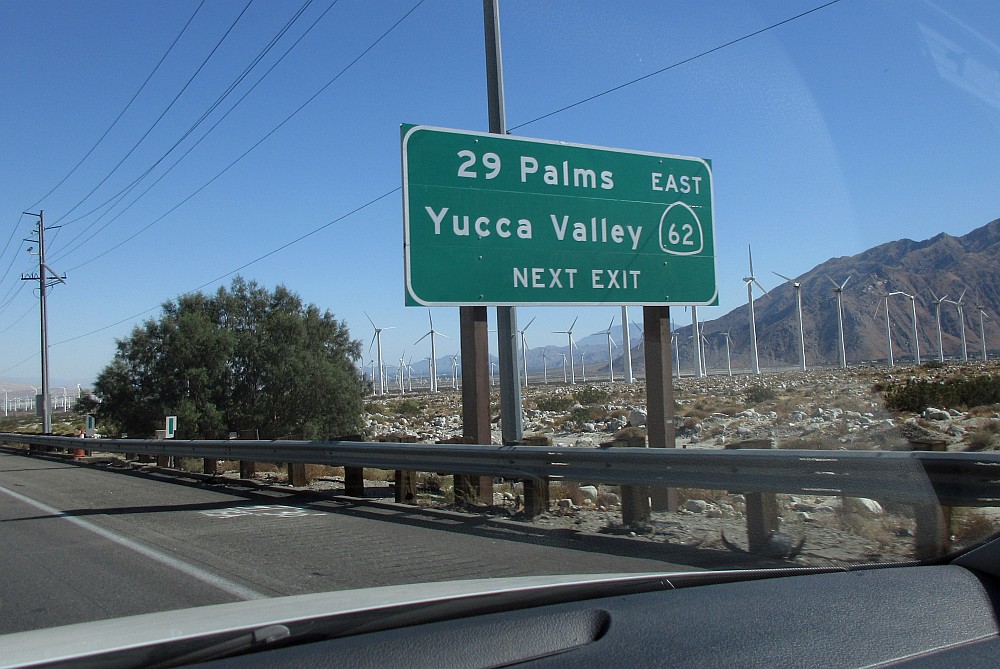 29 Palms EAST
Yucca Valley 62
NEXT EXIT